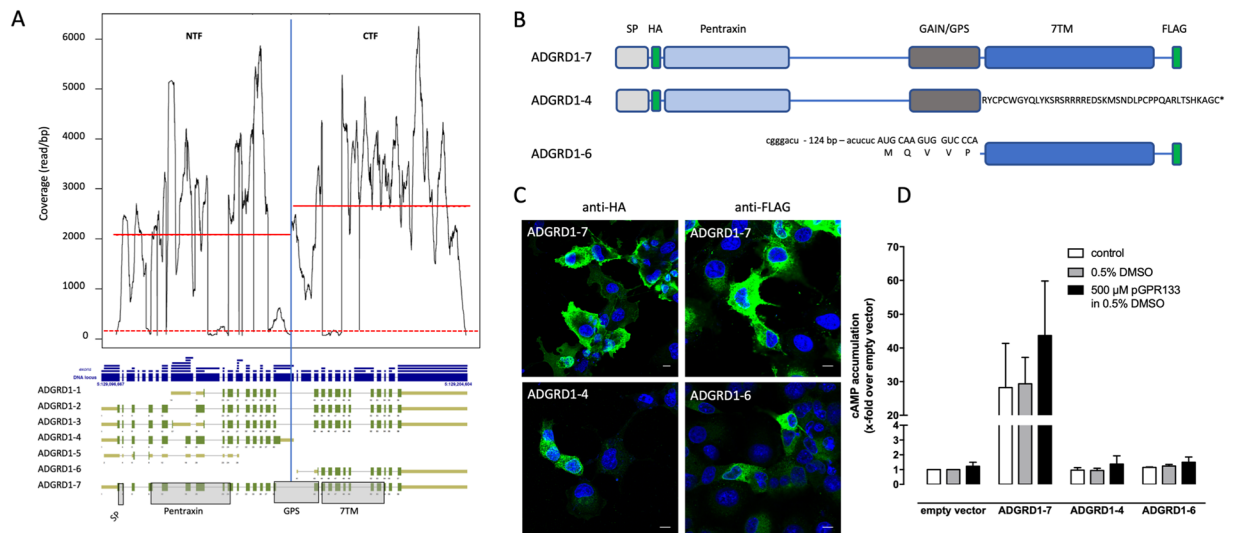 A
NTF
CTF
6000
5000
4000
3000
2000
1000
0
Coverage (read/bp)
DNA locus
ADGRD1-1
ADGRD1-2
ADGRD1-3
ADGRD1-4
ADGRD1-5
ADGRD1-6
ADGRD1-7
SP
Pentraxin
GPS
7TM
B
SP HA Pentraxin GAIN/GPS 7TM FLAG
ADGRD1-7
ADGRD1-4
RYCPCWGYQLYKSRSRRRREDSKMSNDLPCPPQARLTSHKAGC*
ADGRD1-6
cgggacu - 124 bp – acucuc AUG CAA GUG GUC CCA
M Q V V P
C
anti-HA
anti-FLAG
ADGRD1-7
ADGRD1-7
ADGRD1-4
ADGRD1-6
D
control
0.5% DMSO
500 µM pGPR133
in 0.5% DMSO
cAMP accumulation
(x-fold over empty vector)
70
60
50
40
30
4
3
2
1
0
empty vector
ADGRD1-7
ADGRD1-4
ADGRD1-6